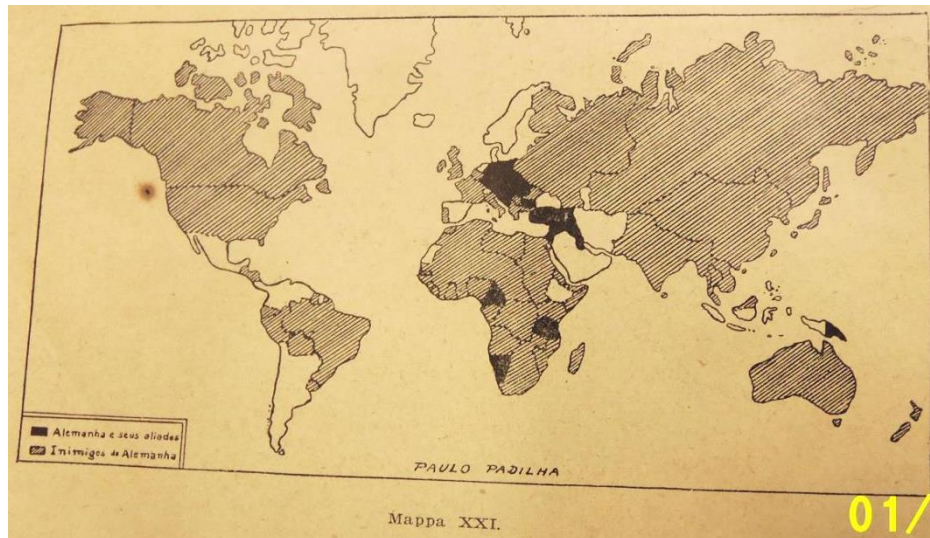 Alemanha e seus aliados
Inimigos da Alemanha
PAULO PADILHA
Mappa XXI.
01/